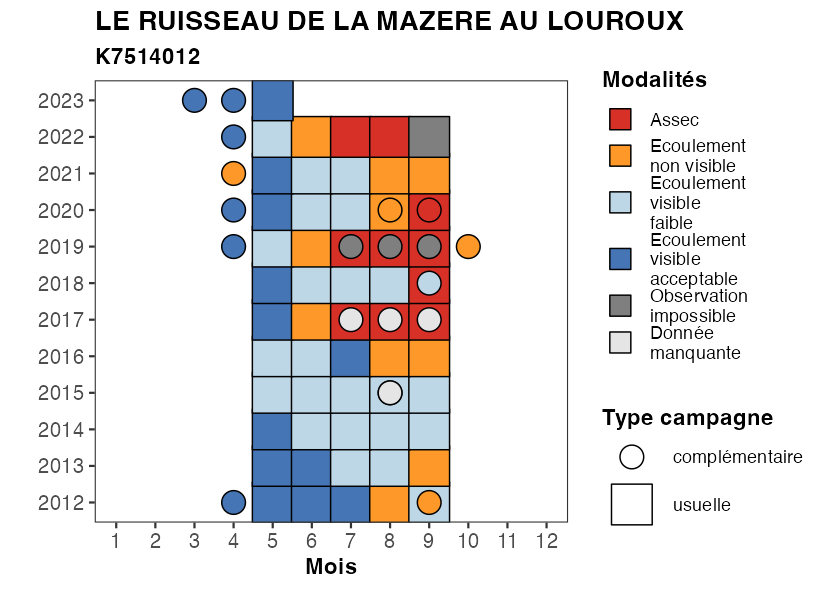 LE RUISSEAU DE LA MAZERE AU LOUROUX
K7514012
2023
2022
2021
2020
2019
2018
2017
2016
2015
2014
2013
2012
1 2 3 4 5 6 7 8 9 10 11 12
Mois
Modalités
Assec
Ecoulement
non visible
Ecoulement
visible
faible
Ecoulement
visible
acceptable
Observation
impossible
Donnée
manquante
Type campagne
complémentaire
usuelle